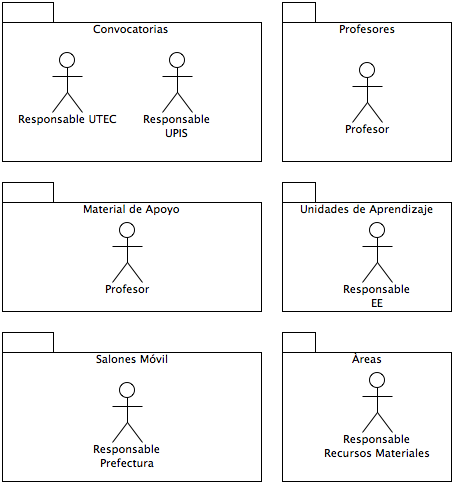 Convocatorias
Responsable UTEC
Responsable
UPIS
Profesores
Profesor
Material de Apoyo
Profesor
Unidades de Aprendizaje
Responsable
EE
Salones Móvil
Responsable
Prefectura
Àreas
Responsable
Recursos Materiales